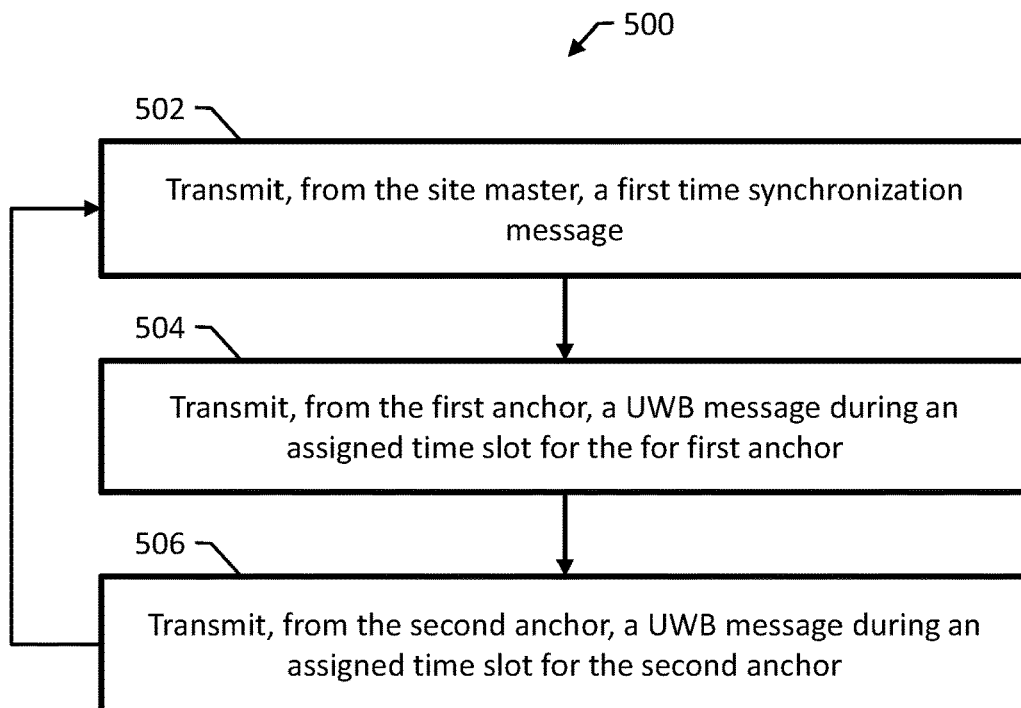 500
502
Transmit, from the site master, a first time synchronization
message
504
Transmit, from the first anchor, a UWB message during an
assigned time slot for the for first anchor
506
Transmit, from the second anchor, a UWB message during an
assigned time slot for the second anchor